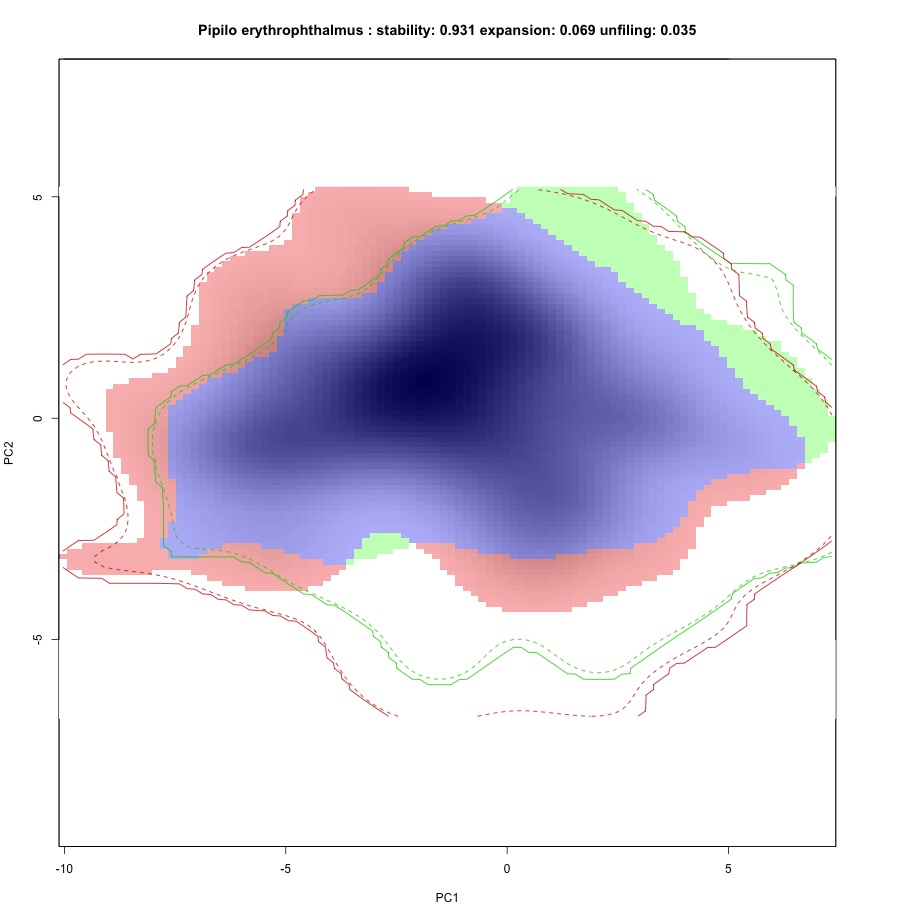 Pipilo erythrophthalmus : stability: 0.931 expansion: 0.069 unfiling: 0.035
5
0
-5
PC2
-10 -5 0 5
PC1